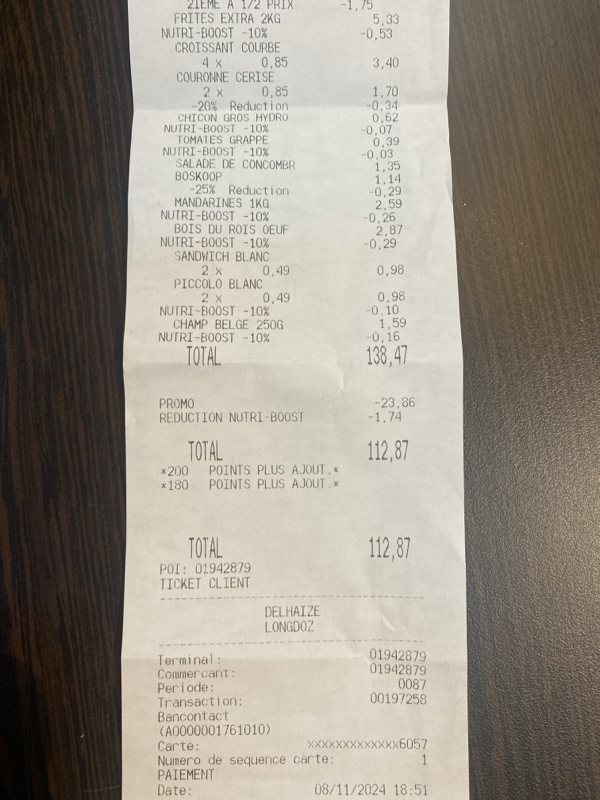 2IEME A 1/2 PRIX -1,75
FRITES EXTRA 2KG 5,33
NUTRI-BOOST -10% -0,53
CROISSANT COURBE
4 x 0,85 3,40
COURONNE CERISE
2 x 0,85 1,70
-20% Reduction -0,34
CHICON GROS HYDRO 0,62
NUTRI-BOOST -10% -0,07
TOMATES GRAPPE 0,39
NUTRI-BOOST -10% -0,03
SALADE DE CONCOMBR 1,35
BOSKOOP 1,14
-25% Reduction -0,29
MANDARINES 1KG 2,59
NUTRI-BOOST -10% -0,26
BOIS DU ROIS OEUF 2,87
NUTRI-BOOST -10% -0,29
SANDWICH BLANC
2 x 0,49 0,98
PICCOLO BLANC
2 x 0,49 0,98
NUTRI-BOOST -10% -0,10
CHAMP BELGE 250G 1,59
NUTRI-BOOST -10% -0,16
TOTAL 138,47
PROMO -23,86
REDUCTION NUTRI-BOOST -1,74
TOTAL 112,87
*200 POINTS PLUS AJOUT.*
*180 POINTS PLUS AJOUT.*
TOTAL 112,87
POI: 01942879
TICKET CLIENT
DELHAIZE
LONGDOZ
Terminal: 01942879
Commercant: 01942879
Periode: 0087
Transaction: 00197258
Bancontact
(A0000001761010)
Carte: xxxxxxxxxxxxx6057
Numero de sequence carte: 1
PAIEMENT
Date: 08/11/2024 18:51